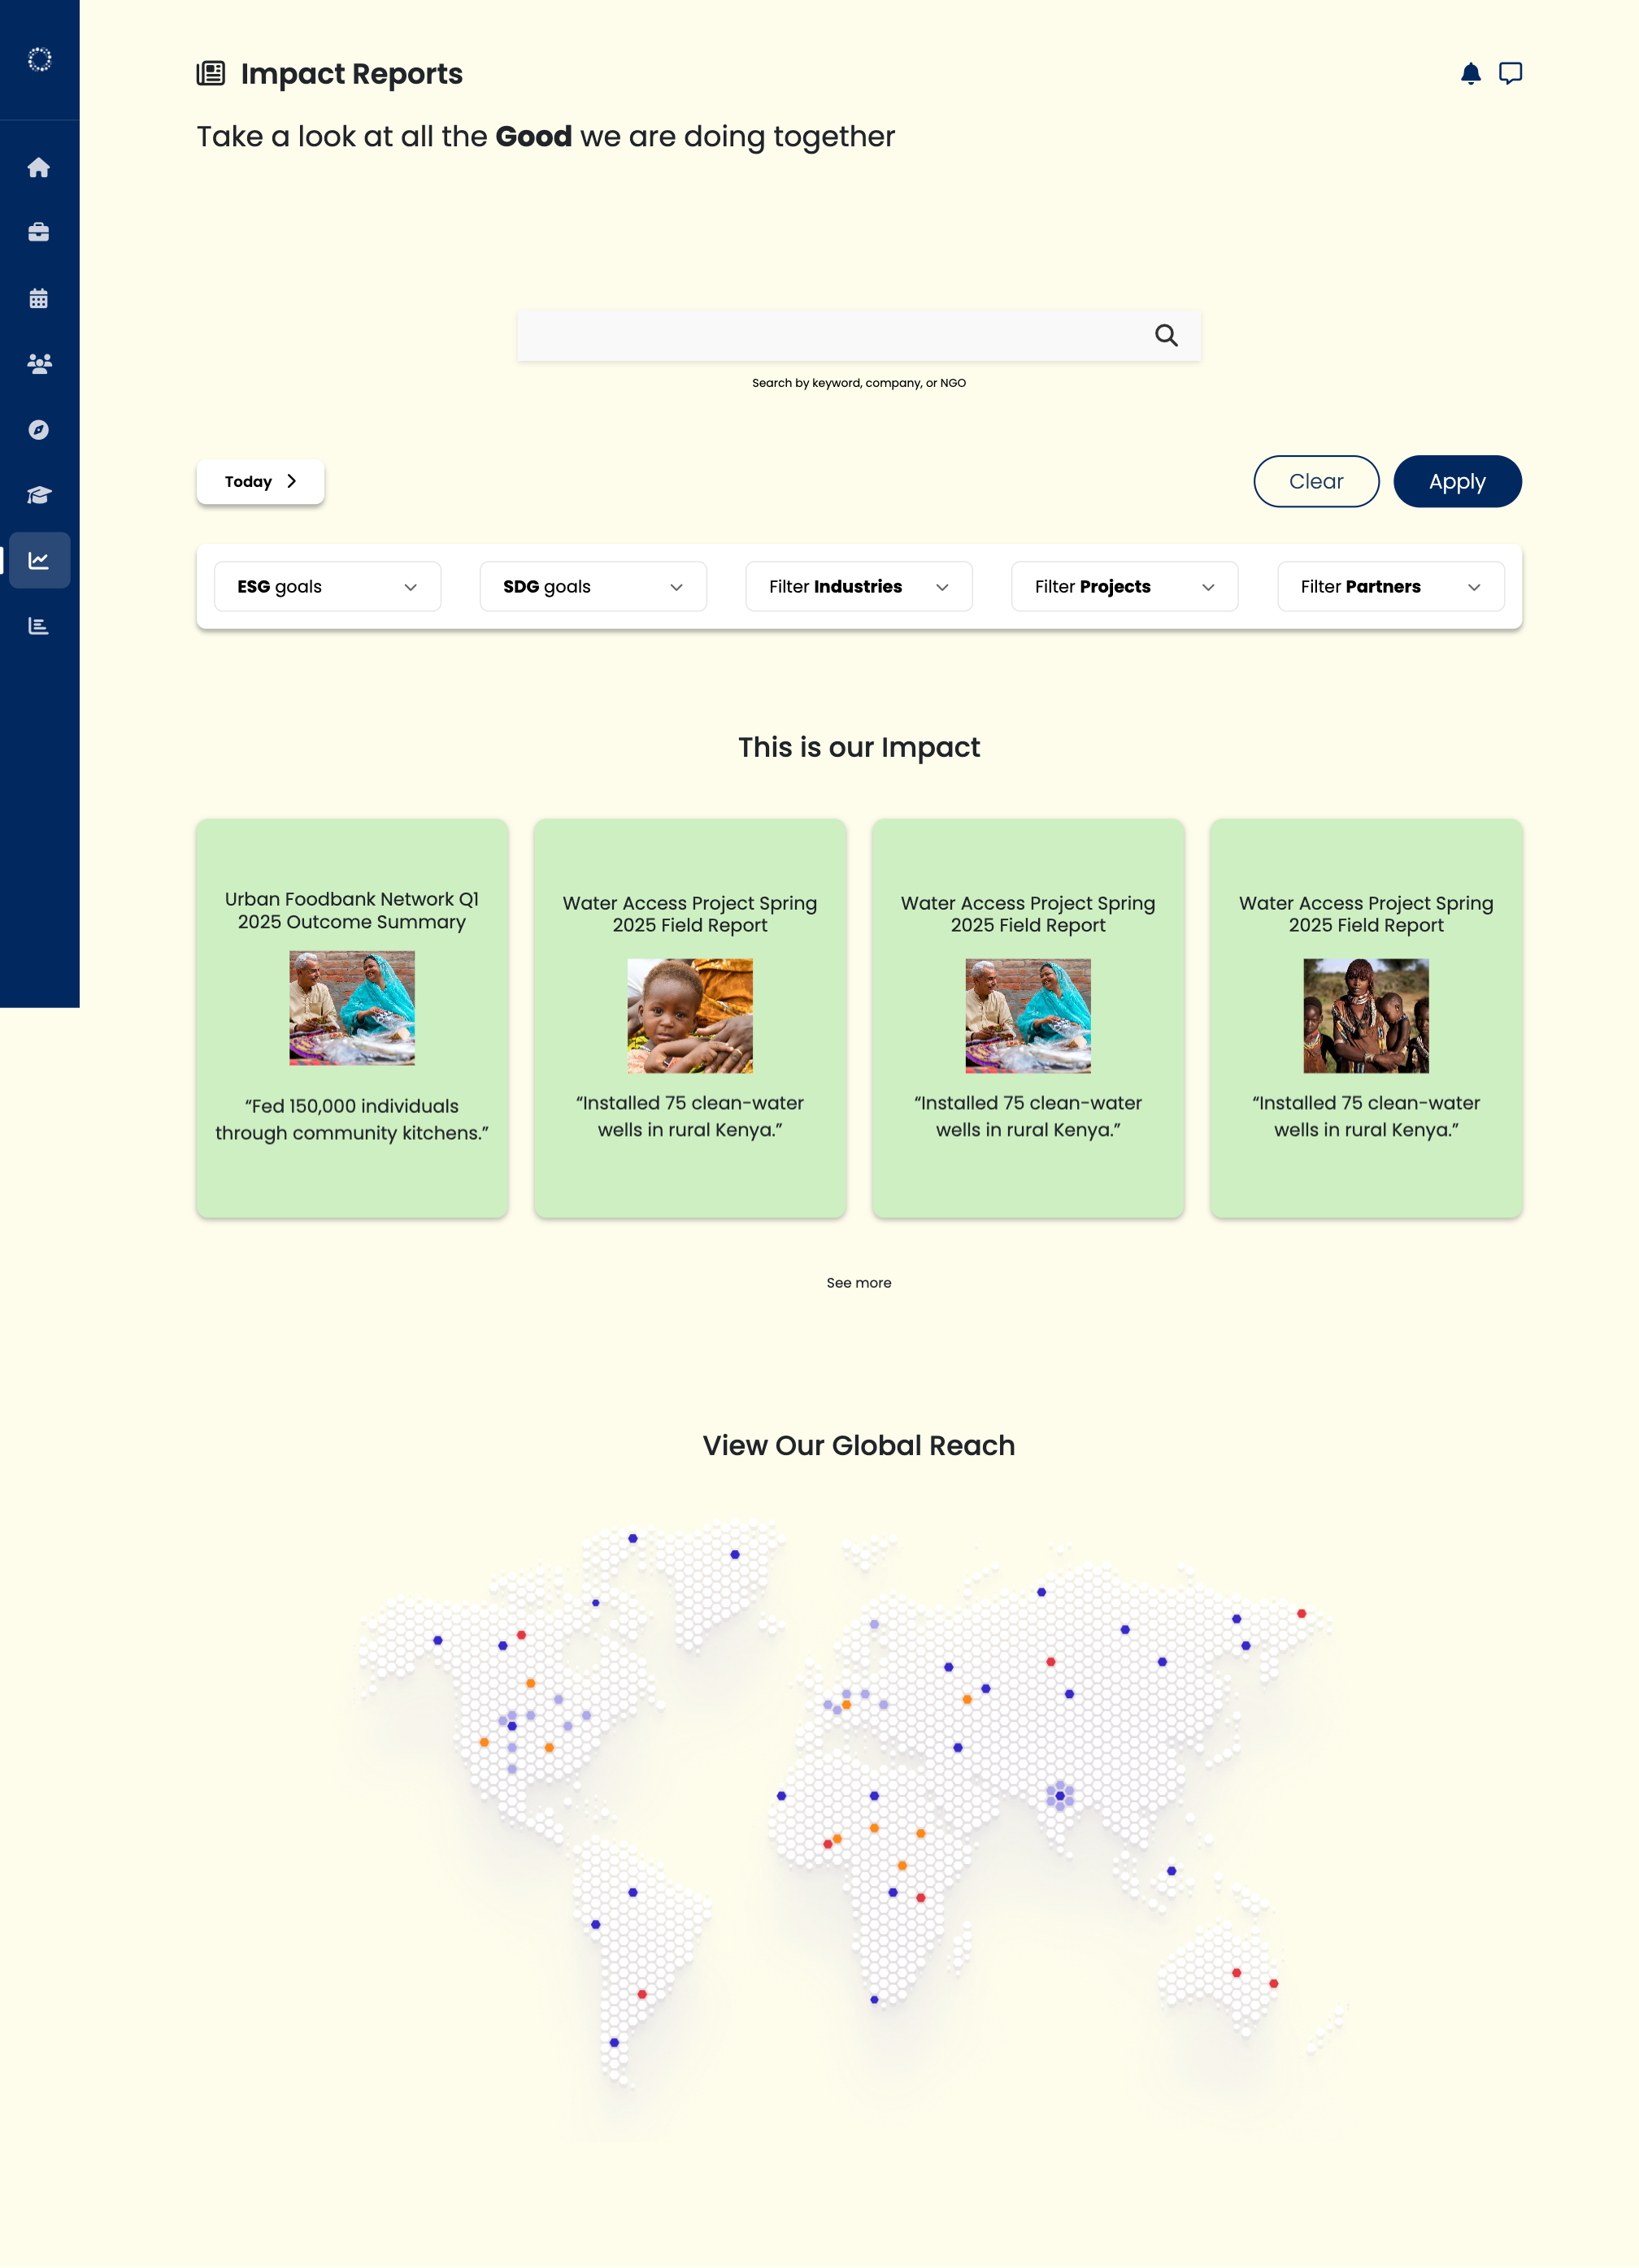 Impact Reports
Take a look at all the Good we are doing together
Search by keyword, company, or NGO
Today
Clear
Apply
ESG goals
SDG goals
Filter Industries
Filter Projects
Filter Partners
This is our Impact
Urban Foodbank Network Q1
2025 Outcome Summary
“Fed 150,000 individuals
through community kitchens.”
Water Access Project Spring
2025 Field Report
“Installed 75 clean-water
wells in rural Kenya.”
Water Access Project Spring
2025 Field Report
“Installed 75 clean-water
wells in rural Kenya.”
Water Access Project Spring
2025 Field Report
“Installed 75 clean-water
wells in rural Kenya.”
See more
View Our Global Reach